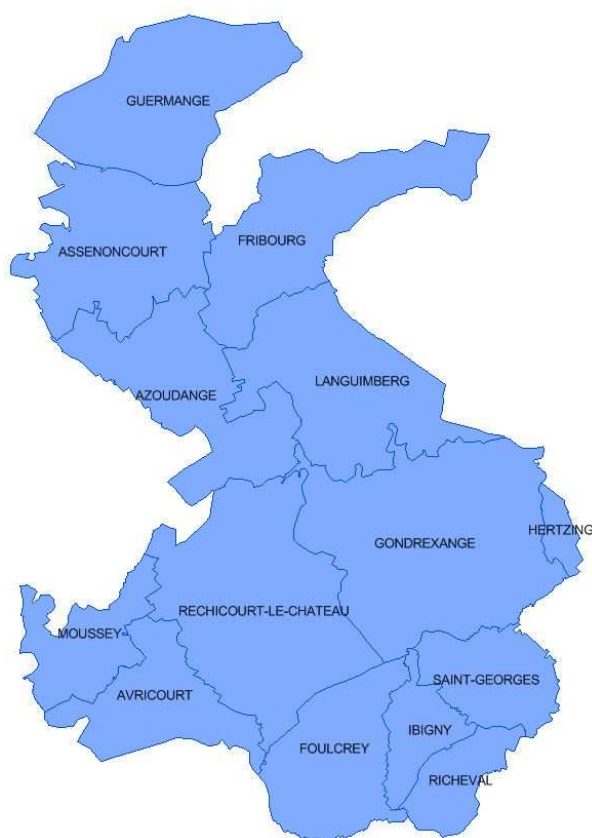 GUERMANGE
FRIBOURG
ASSENONCOURT
LANGUIMBERG
AZOUDANGE
HERTZING
GONDREXANGE
RECHICOURT-LE-CHATEAU
MOUSSEY
SAINT-GEORGES
AVRICOURT
IBIGNY
FOULCREY
RICHEVAL